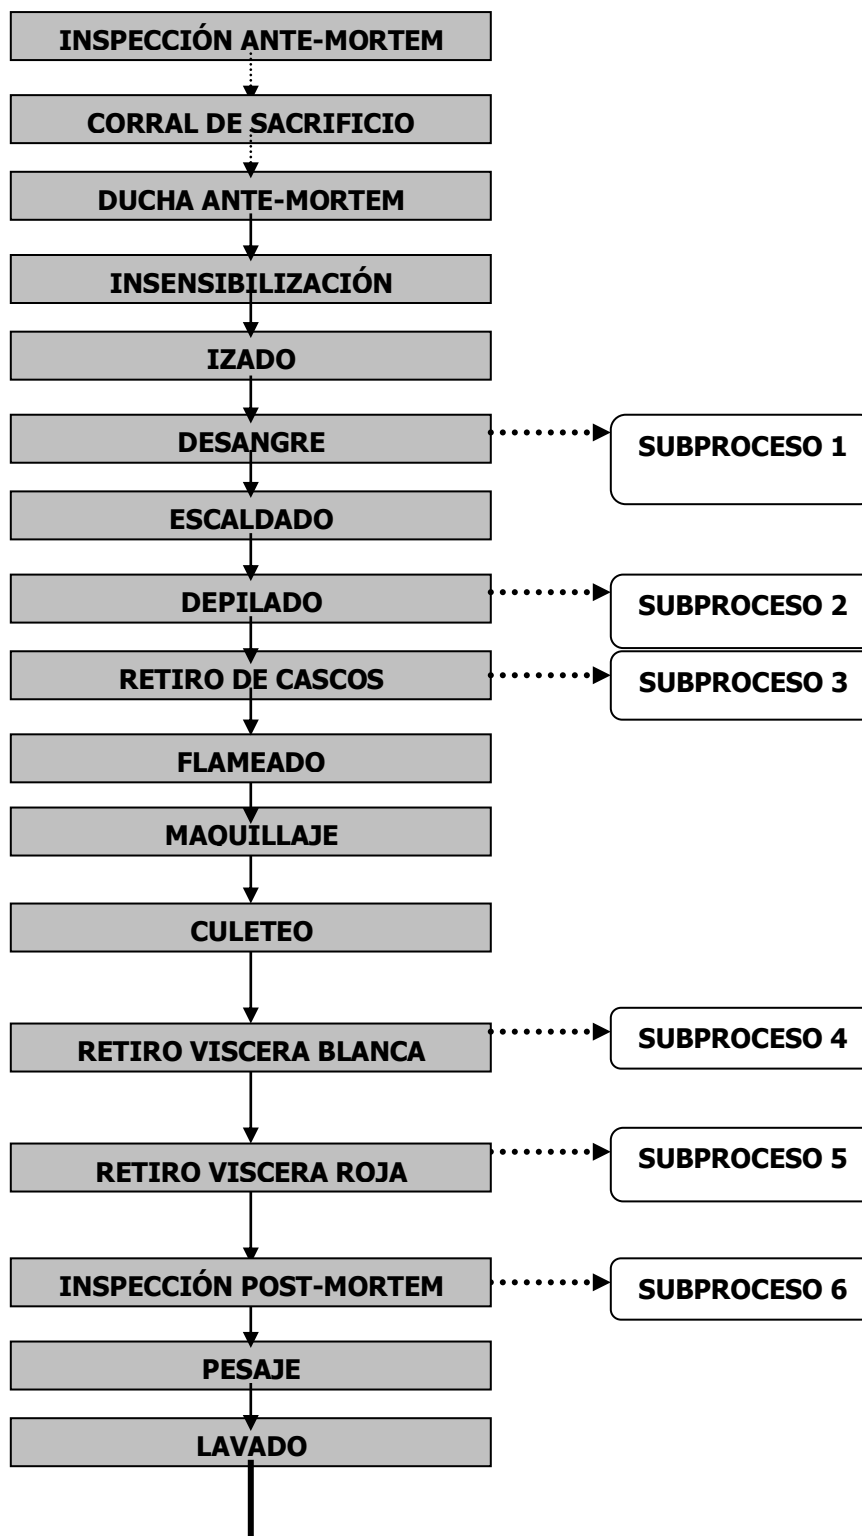 INSPECCIÓN ANTE-MORTEM
CORRAL DE SACRIFICIO
DUCHA ANTE-MORTEM
INSENSIBILIZACIÓN
IZADO
DESANGRE
SUBPROCESO 1
ESCALDADO
DEPILADO
SUBPROCESO 2
RETIRO DE CASCOS
SUBPROCESO 3
FLAMEADO
MAQUILLAJE
CULETEO
RETIRO VISCERA BLANCA
SUBPROCESO 4
RETIRO VISCERA ROJA
SUBPROCESO 5
INSPECCIÓN POST-MORTEM
SUBPROCESO 6
PESAJE
LAVADO